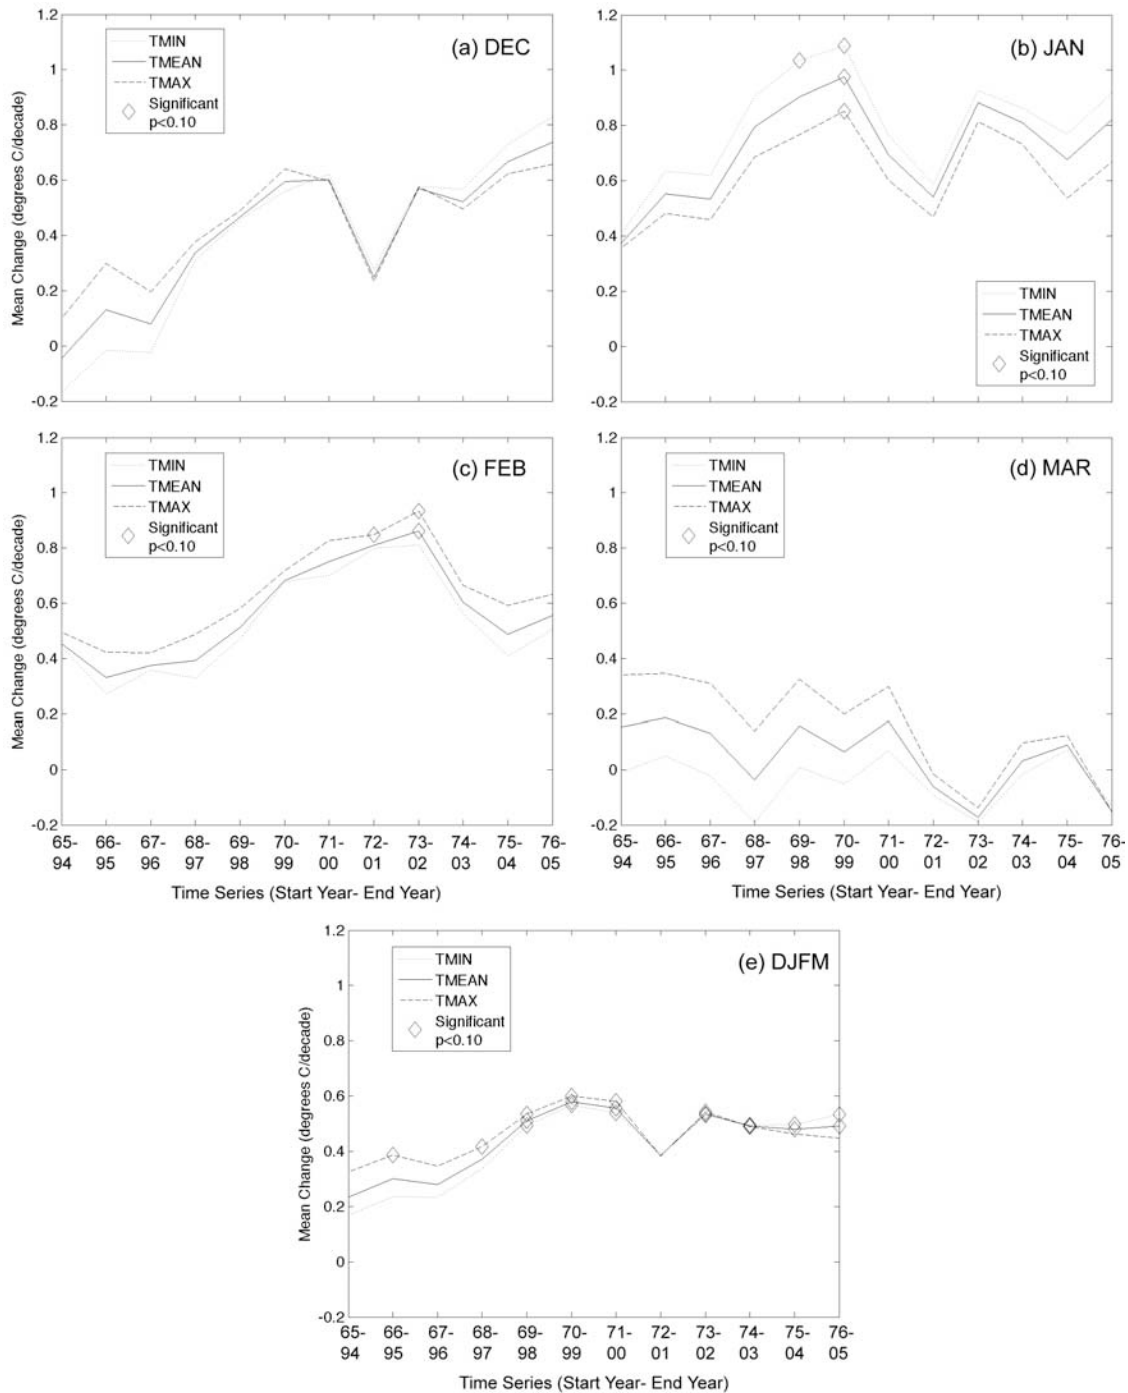 (a) DEC
TMIN
TMEAN
TMAX
Significant
p<0.10
1.2
1
0.8
0.6
0.4
0.2
0
-0.2
Mean Change (degrees C/decade)
(b) JAN
TMIN
TMEAN
TMAX
Significant
p<0.10
1.2
1
0.8
0.6
0.4
0.2
0
-0.2
(c) FEB
TMIN
TMEAN
TMAX
Significant
p<0.10
1.2
1
0.8
0.6
0.4
0.2
0
-0.2
Mean Change (degrees C/decade)
65- 66- 67- 68- 69- 70- 71- 72- 73- 74- 75- 76-
94 95 96 97 98 99 00 01 02 03 04 05
Time Series (Start Year- End Year)
(d) MAR
TMIN
TMEAN
TMAX
Significant
p<0.10
1.2
1
0.8
0.6
0.4
0.2
0
-0.2
65- 66- 67- 68- 69- 70- 71- 72- 73- 74- 75- 76-
94 95 96 97 98 99 00 01 02 03 04 05
Time Series (Start Year- End Year)
(e) DJFM
TMIN
TMEAN
TMAX
Significant
p<0.10
1.2
1
0.8
0.6
0.4
0.2
0
-0.2
Mean Change (degrees C/decade)
65- 66- 67- 68- 69- 70- 71- 72- 73- 74- 75- 76-
94 95 96 97 98 99 00 01 02 03 04 05
Time Series (Start Year- End Year)